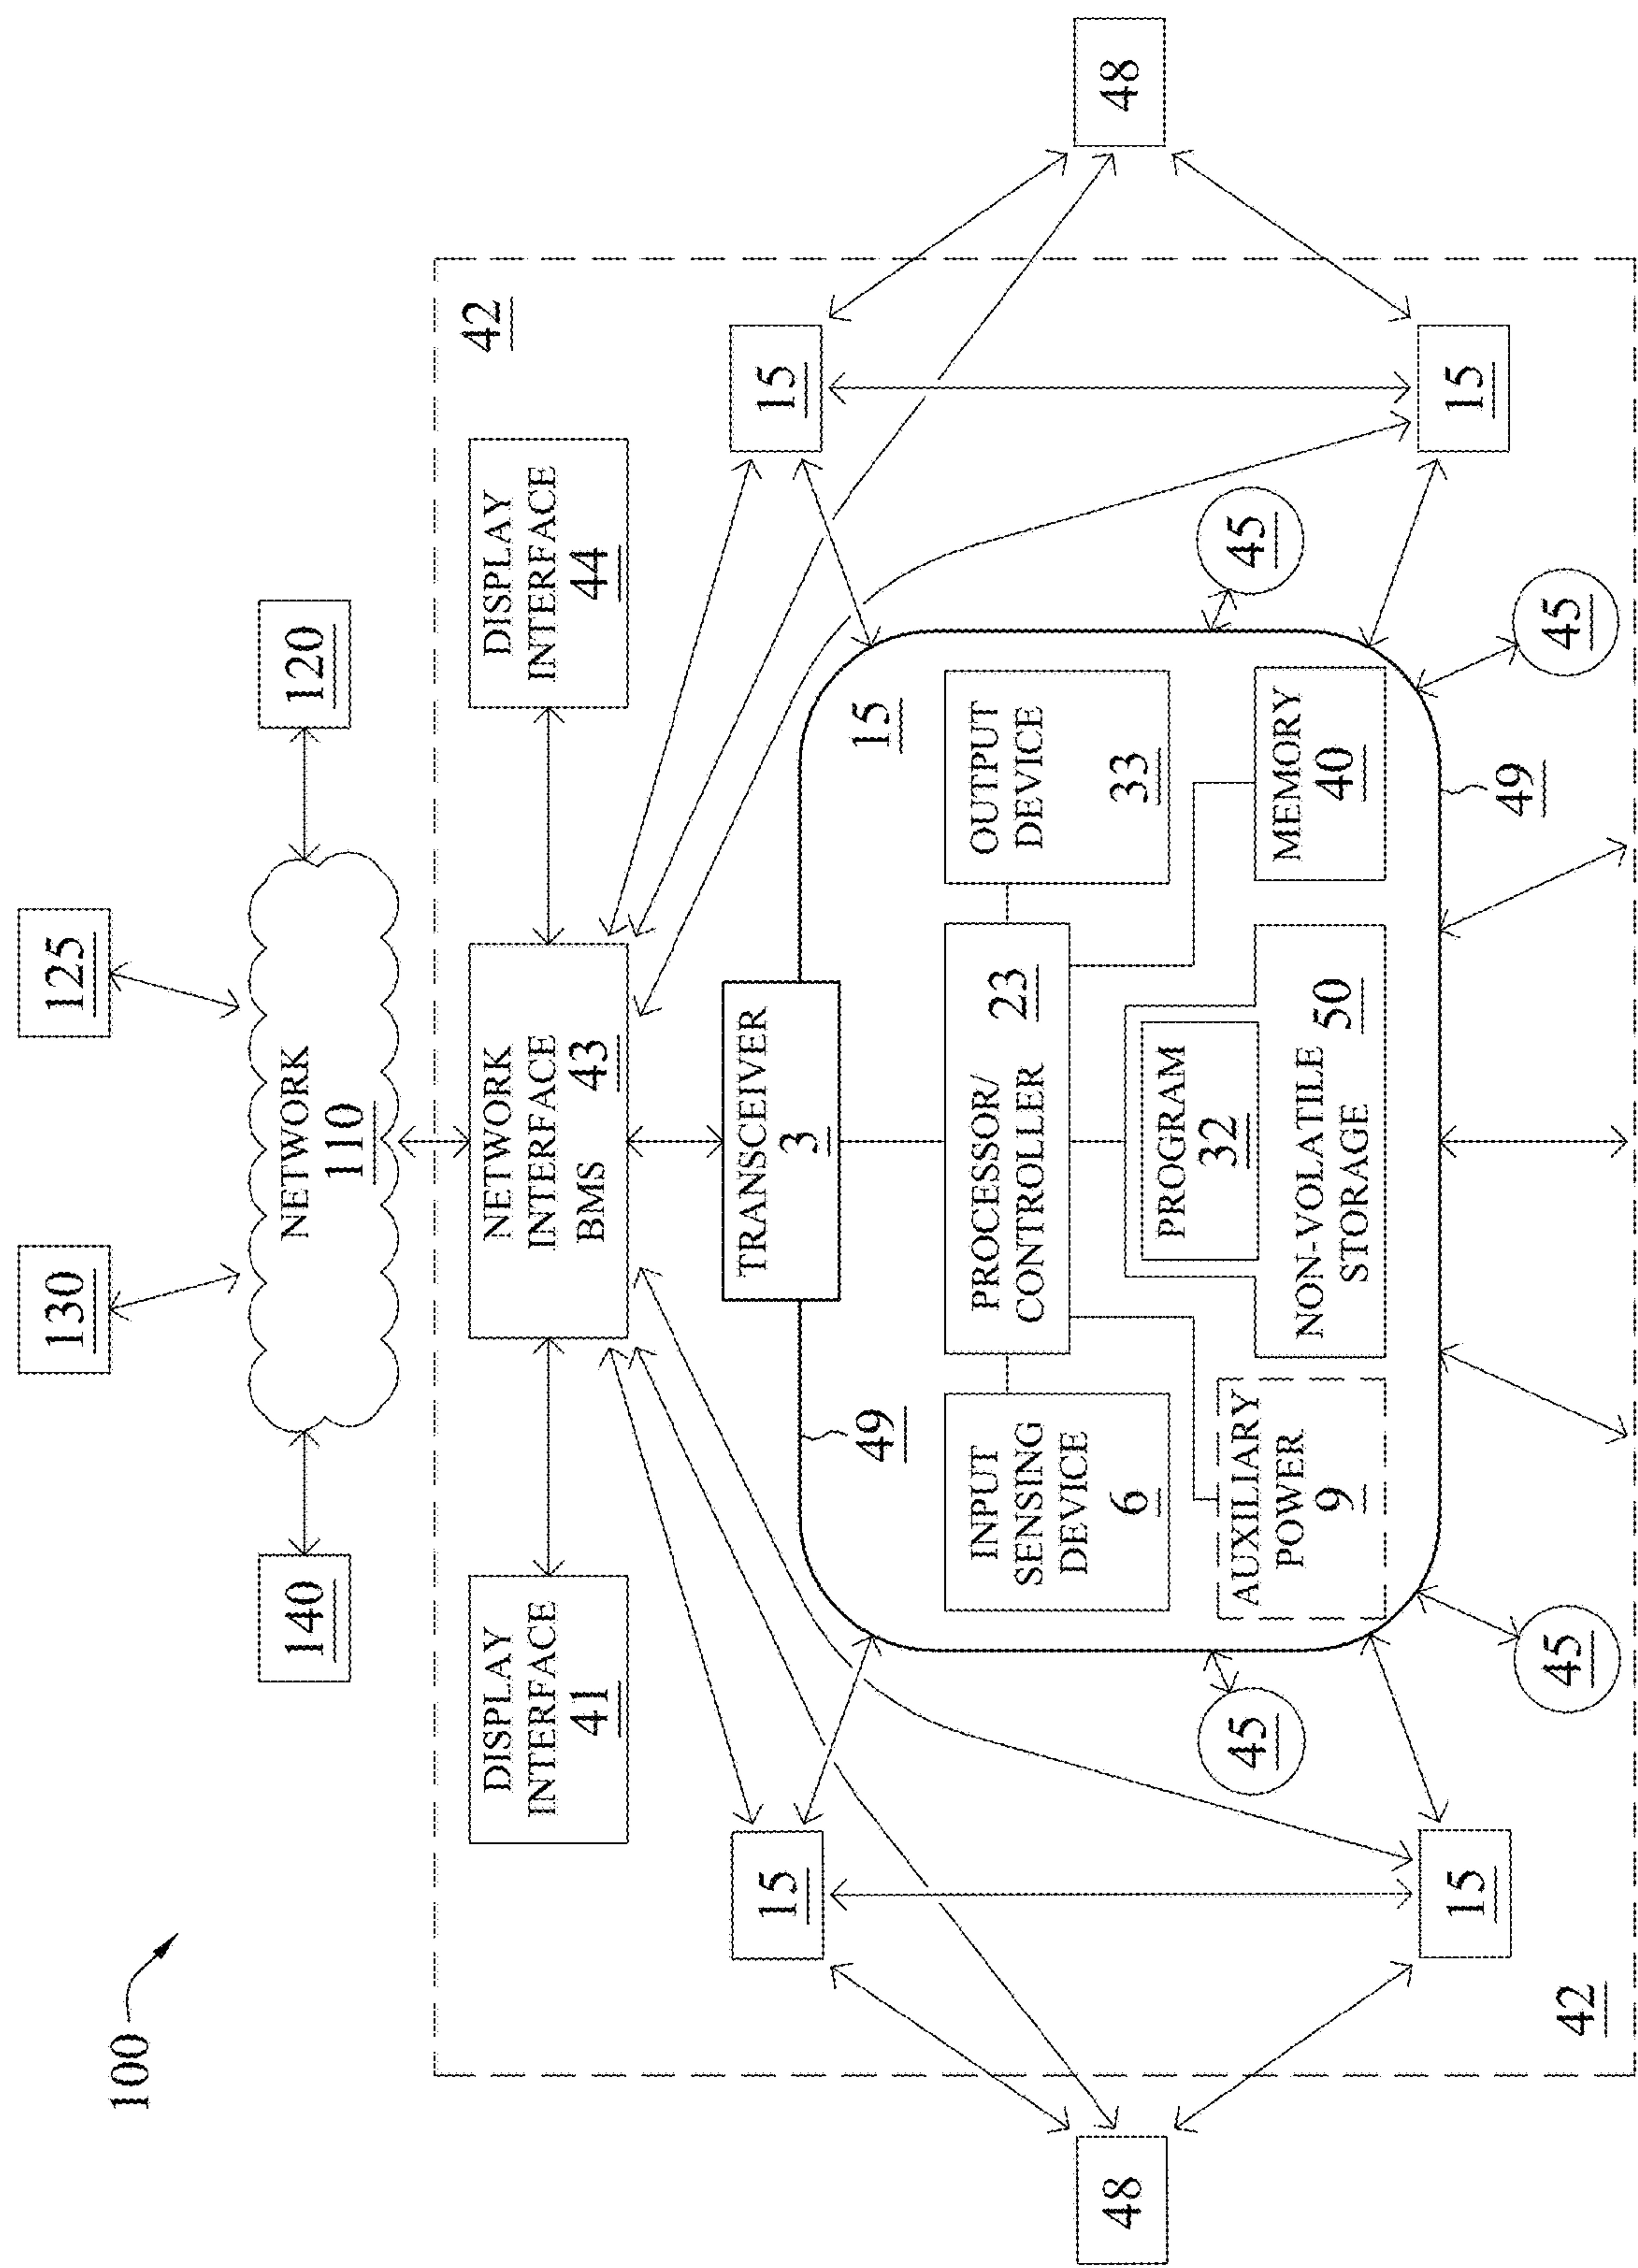 100
130
125
140
NETWORK
110
120
42
DISPLAY
INTERFACE
41
NETWORK
INTERFACE
43
BMS
DISPLAY
INTERFACE
44
15
TRANSCEIVER
3
15
49
15
INPUT
SENSING
DEVICE
6
PROCESSOR/
CONTROLLER
23
OUTPUT
DEVICE
33
48
48
45
AUXILIARY
POWER
9
PROGRAM
32
NON-VOLATILE
STORAGE
50
MEMORY
40
45
15
15
49
42
45
45